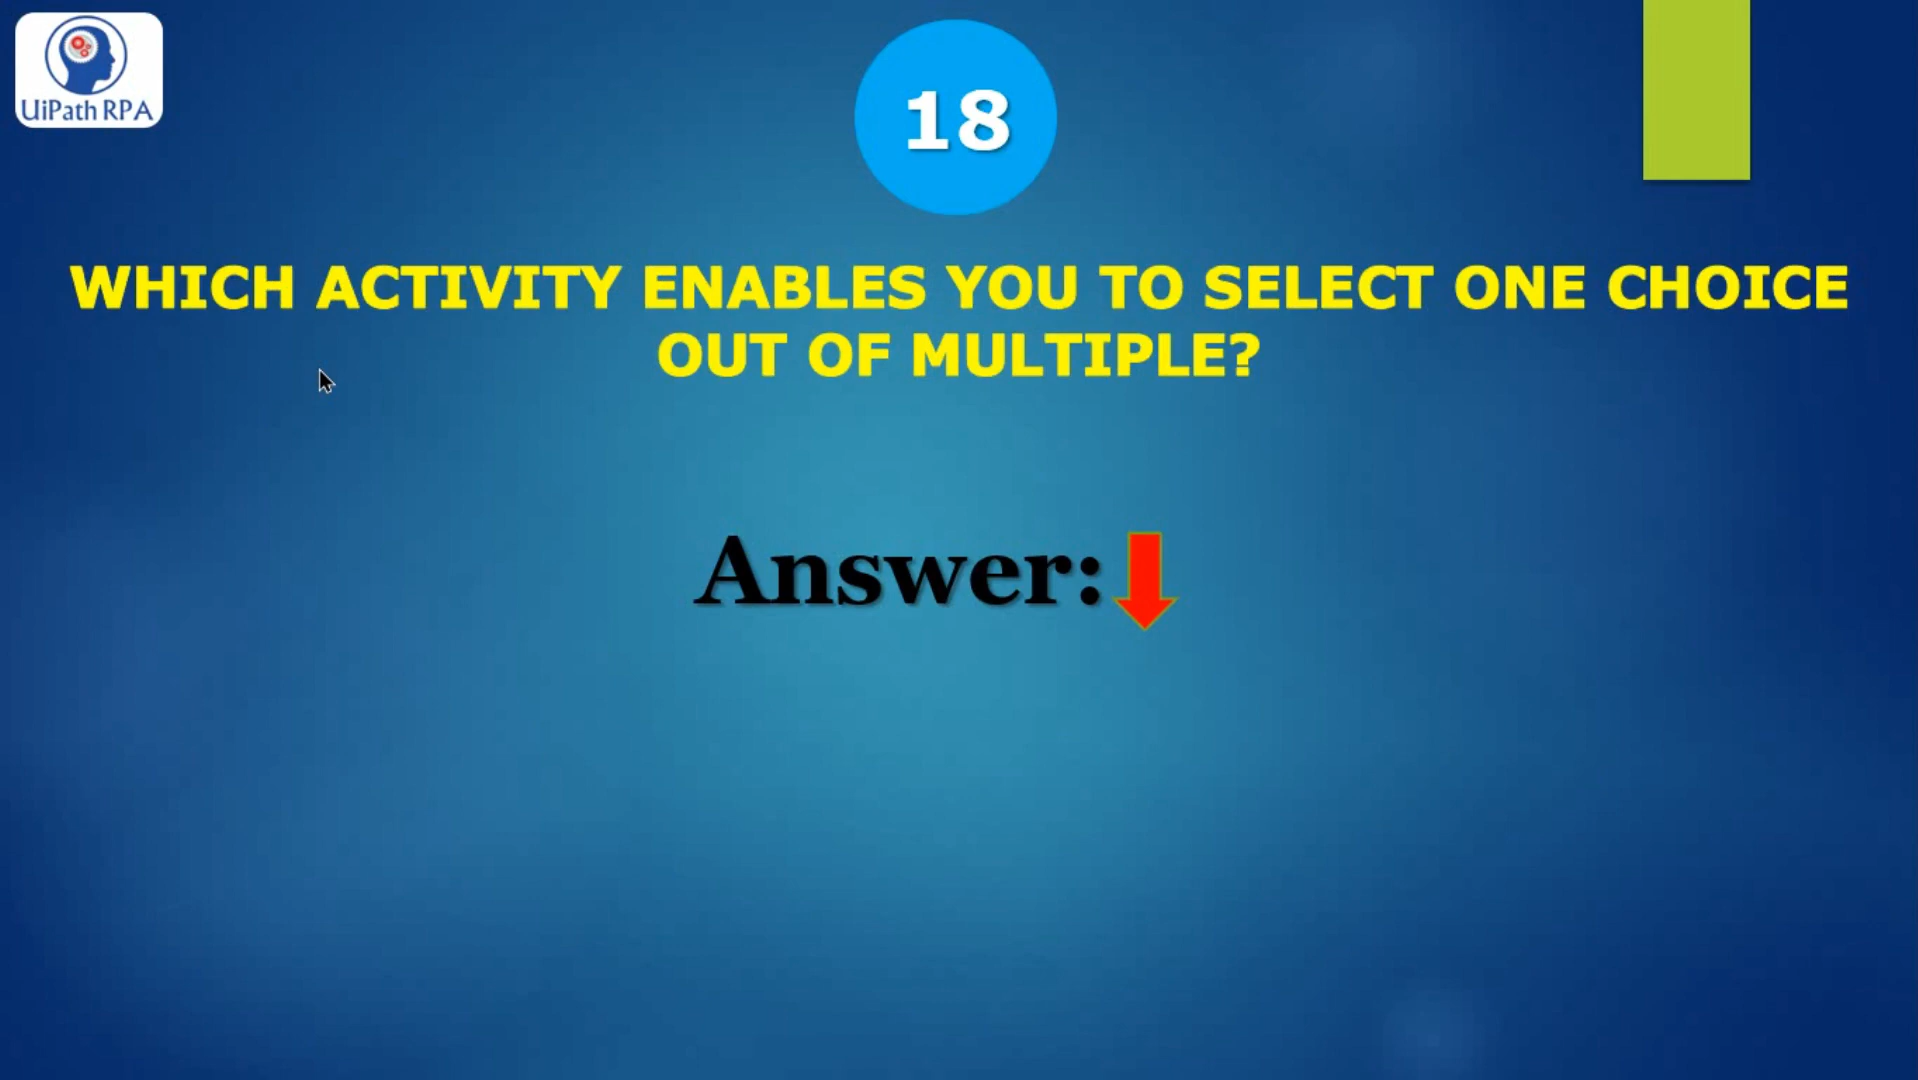 UiPath RPA
18
WHICH ACTIVITY ENABLES YOU TO SELECT ONE CHOICE
OUT OF MULTIPLE?
Answer: